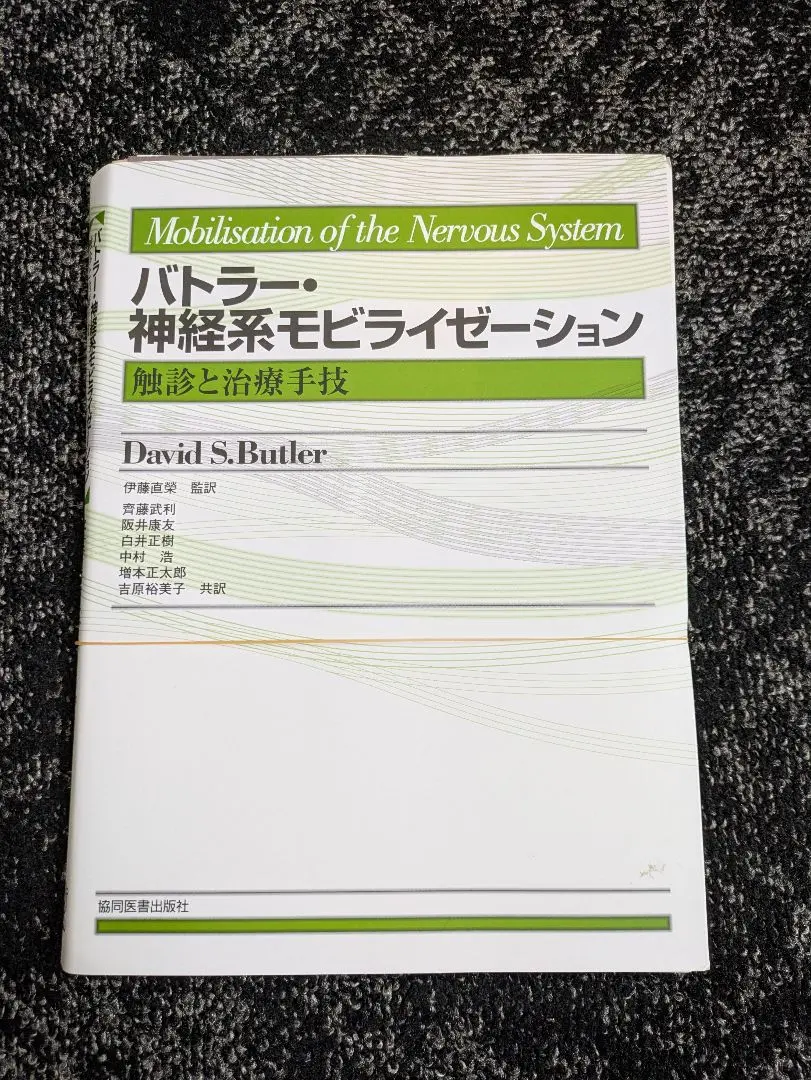 Mobilisation of the Nervous System
バトラー・
神経系モビライゼーション
触診と治療手技
David S.Butler
伊藤直榮 監訳
齊藤武利
阪井康友
白井正樹
中村 浩
増本正太郎
吉原裕美子 共訳
協同医書出版社